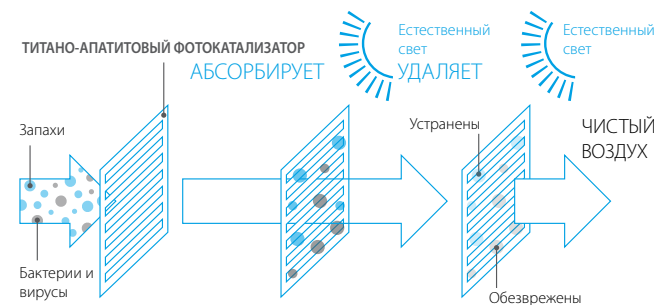 Естественный
свет
Естественный
свет
ТИТАНО-АПАТИТОВЫЙ ФОТОКАТАЛИЗАТОР
АБСОРБИРУЕТ
УДАЛЯЕТ
Запахи
Устранены
ЧИСТЫЙ
ВОЗДУХ
Бактерии и
вирусы
Обезврежены